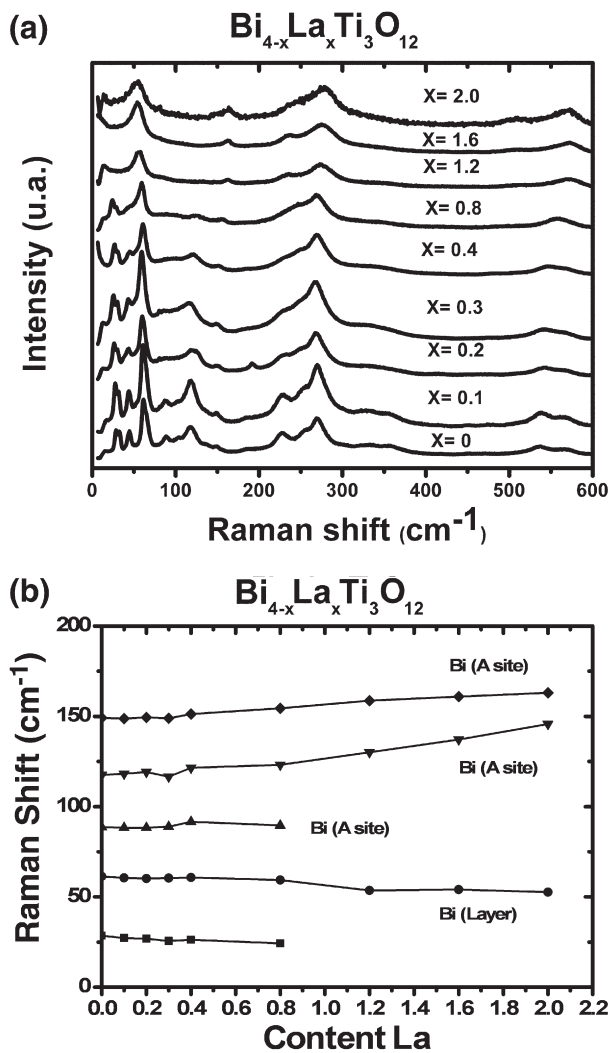 (a)
Bi4-xLaxTi3O12
X= 2.0
X= 1.6
X= 1.2
X= 0.8
X= 0.4
X= 0.3
X= 0.2
X= 0.1
X= 0
Intensity (u.a.)
0 100 200 300 400 500 600
Raman shift (cm-1)
(b)
Bi4-xLaxTi3O12
200
150
100
50
0
Raman Shift (cm-1)
Bi (A site)
Bi (A site)
Bi (A site)
Bi (Layer)
0.0 0.2 0.4 0.6 0.8 1.0 1.2 1.4 1.6 1.8 2.0 2.2
Content La